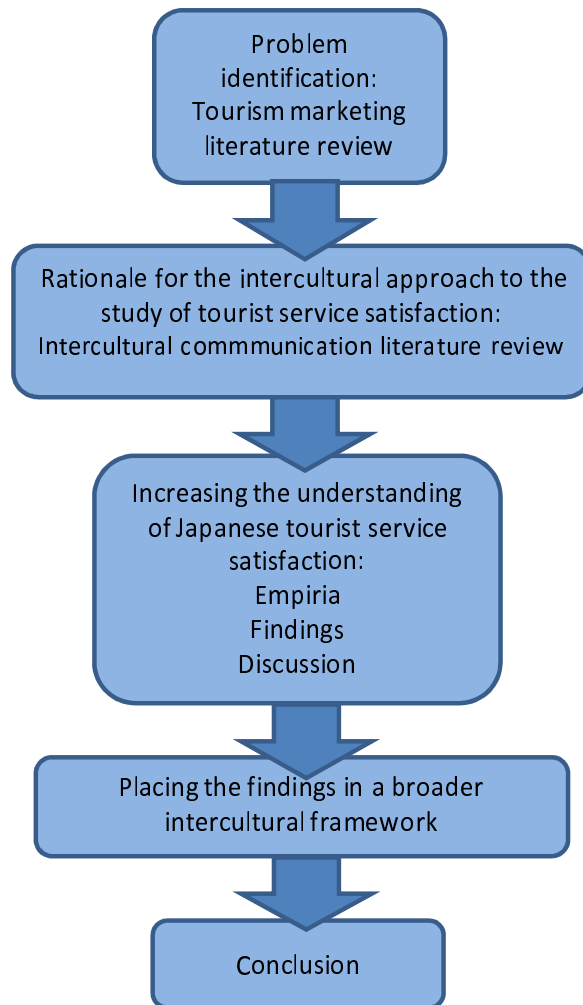 Problem
identification:
Tourism marketing
literature review
Rationale for the intercultural approach to the
study of tourist service satisfaction:
Intercultural commmunication literature review
Increasing the understanding
of Japanese tourist service
satisfaction:
Empiria
Findings
Discussion
Placing the findings in a broader
intercultural framework
Conclusion